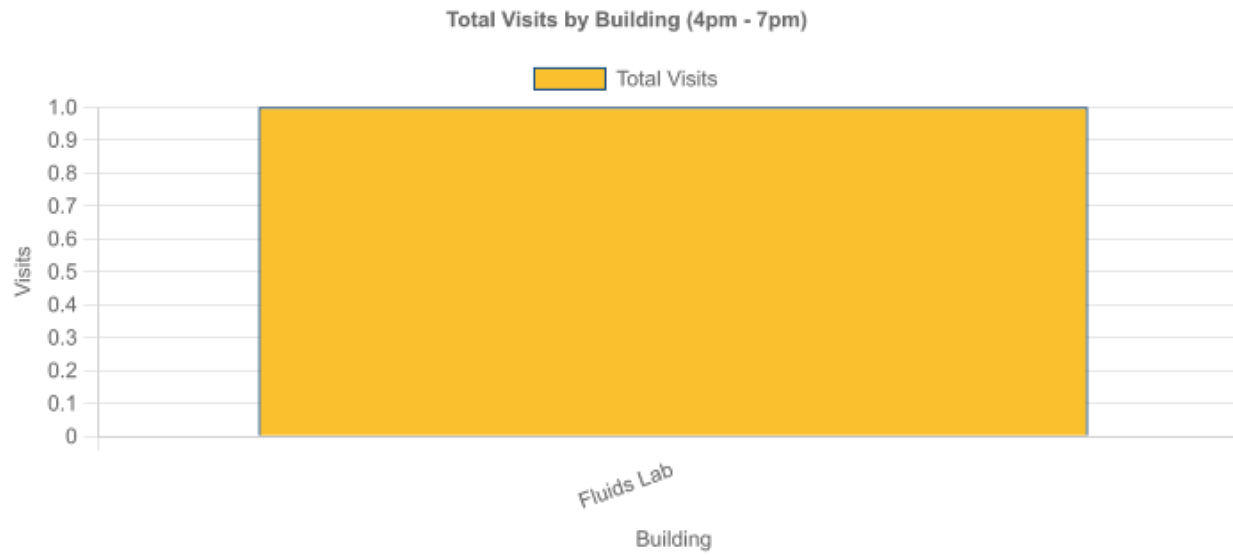 Total Visits by Building (4pm - 7pm)
Total Visits
1.0
0.9
0.8
0.7
0.6
0.5
0.4
0.3
0.2
0.1
0
Visits
Fluids Lab
Building